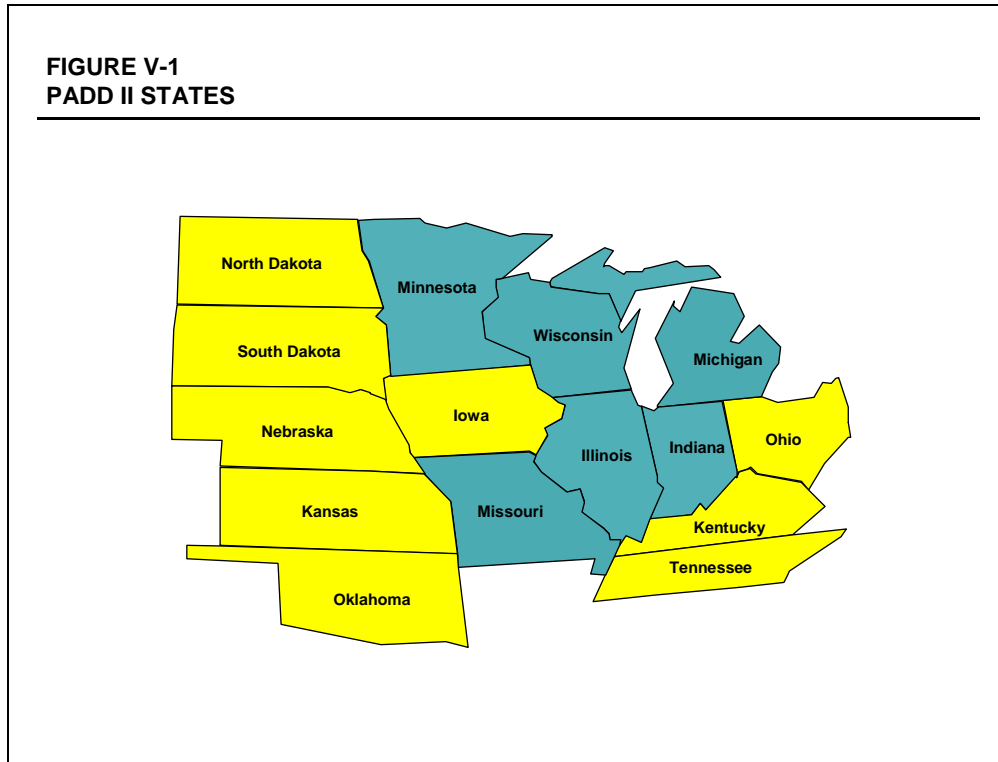 FIGURE V-1
PADD II STATES
North Dakota
Minnesota
Wisconsin
South Dakota
Michigan
Iowa
Nebraska
Ohio
Illinois
Indiana
Kansas
Missouri
Kentucky
Tennessee
Oklahoma